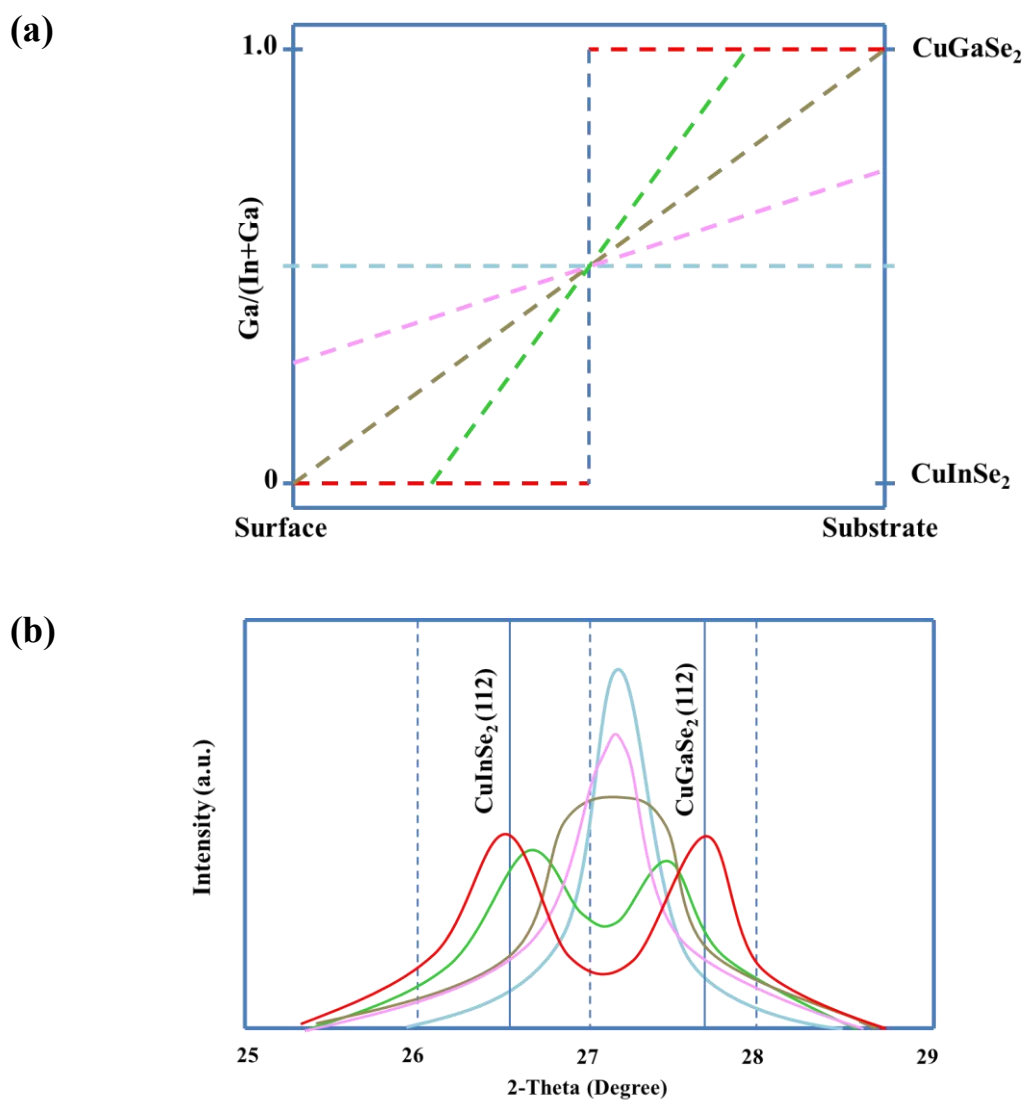 (a)
1.0
CuGaSe2
Ga/(In+Ga)
0
CuInSe2
Surface
Substrate
(b)
CuInSe2 (112)
CuGaSe2 (112)
Intensity (a.u.)
25 26 27 28 29
2-Theta (Degree)